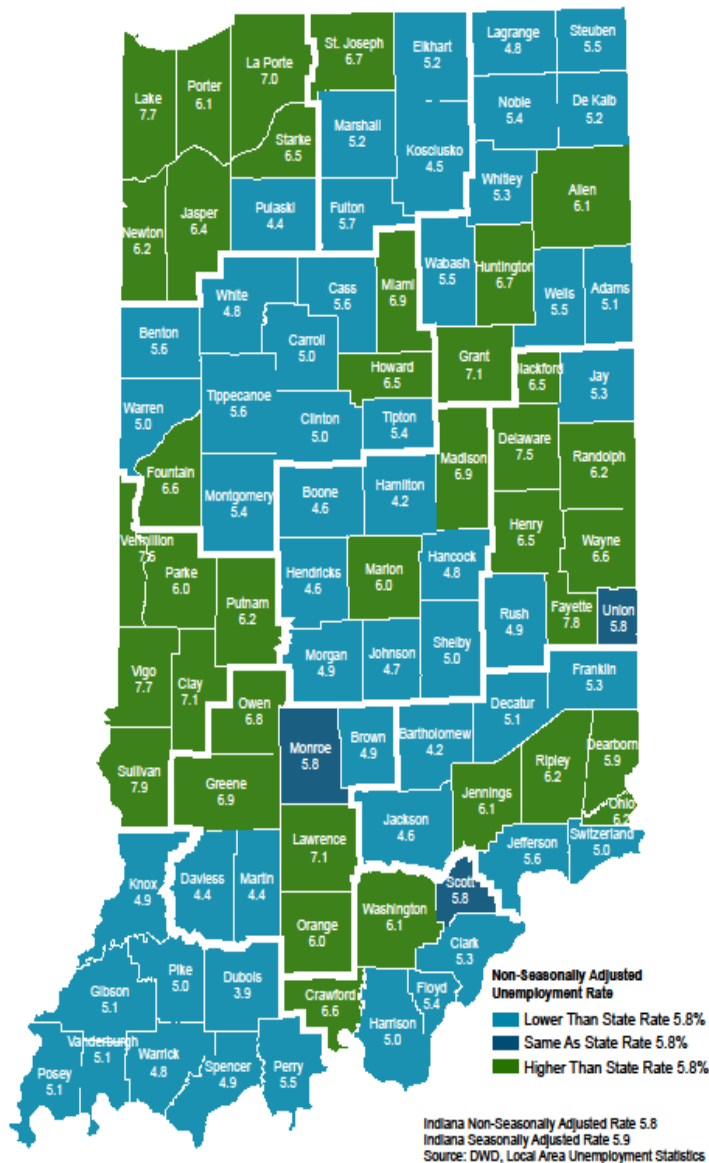 St. Joseph
6.7
Elkhart
5.2
Lagrange
4.8
Steuben
5.5
La Porte
7.0
Lake
7.7
Porter
6.1
Noble
5.4
De Kalb
5.2
Marshall
5.2
Starke
6.5
Kosciusko
4.5
Whitley
5.3
Allen
6.1
Newton
6.2
Jasper
6.4
Pulaski
4.4
Fulton
5.7
Wabash
5.5
Huntington
6.7
Miami
6.9
Cass
5.6
White
4.8
Wells
5.5
Adams
5.1
Benton
5.6
Carroll
5.0
Howard
6.5
Grant
7.1
Blackford
6.5
Jay
5.3
Warren
5.0
Tippecanoe
5.6
Clinton
5.0
Tipton
5.4
Madison
6.9
Delaware
7.5
Randolph
6.2
Fountain
6.6
Montgomery
5.4
Boone
4.6
Hamilton
4.2
Henry
6.5
Wayne
6.6
Vermillion
7.6
Parke
6.0
Putnam
6.2
Hendricks
4.6
Marion
6.0
Hancock
4.8
Rush
4.9
Fayette
7.8
Union
5.8
Vigo
7.7
Clay
7.1
Owen
6.8
Morgan
4.9
Johnson
4.7
Shelby
5.0
Franklin
5.3
Decatur
5.1
Sullivan
7.9
Greene
6.9
Monroe
5.8
Brown
4.9
Bartholomew
4.2
Jennings
6.1
Ripley
6.2
Dearborn
5.9
Ohio
6.2
Jackson
4.6
Jefferson
5.6
Switzerland
5.0
Lawrence
7.1
Knox
4.9
Daviess
4.4
Martin
4.4
Orange
6.0
Washington
6.1
Scott
5.8
Clark
5.3
Floyd
5.4
Harrison
5.0
Crawford
6.6
Gibson
5.1
Pike
5.0
Dubois
3.9
Posey
5.1
Vanderburgh
5.1
Warrick
4.8
Spencer
4.9
Perry
5.5
Non-Seasonally Adjusted
Unemployment Rate
Lower Than State Rate 5.8%
Same As State Rate 5.8%
Higher Than State Rate 5.8%
Indiana Non-Seasonally Adjusted Rate 5.8
Indiana Seasonally Adjusted Rate 5.9
Source: DWD, Local Area Unemployment Statistics